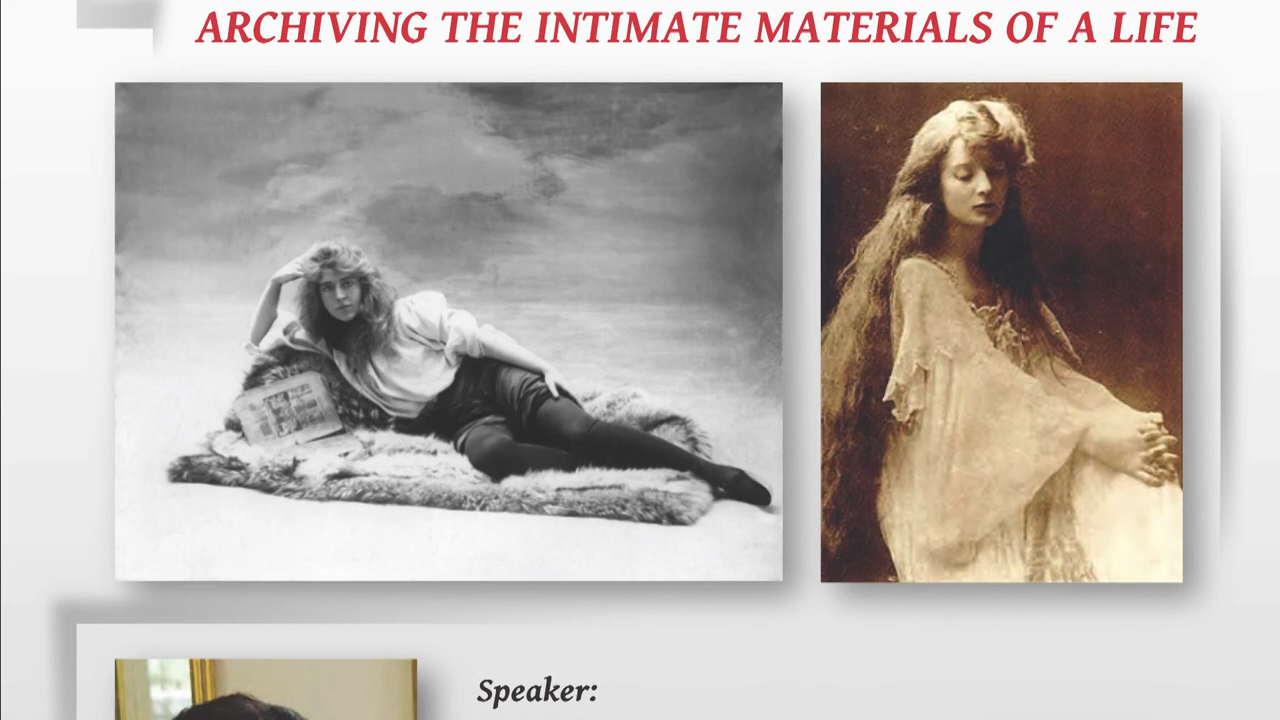 ARCHIVING THE INTIMATE MATERIALS OF A LIFE
Speaker: